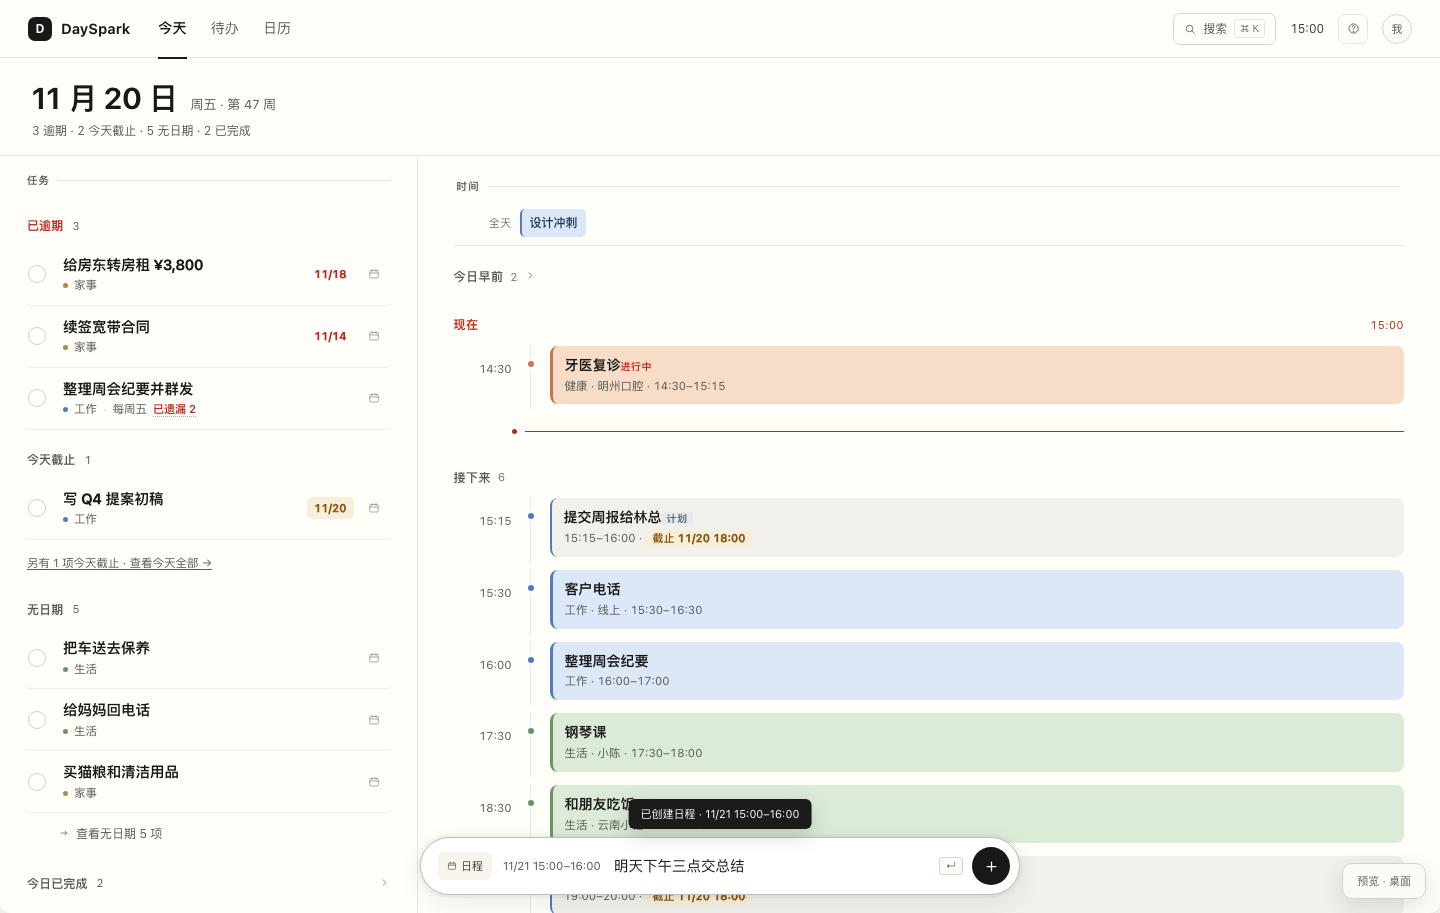 D DaySpark 今天 待办 日历 搜索 ⌘ K 15:00 我
11 月 20 日 周五 · 第 47 周
3 逾期 · 2 今天截止 · 5 无日期 · 2 已完成
任务
已逾期 3
给房东转房租 ¥3,800 11/18
家事
续签宽带合同 11/14
家事
整理周会纪要并群发
工作 · 每周五 已遗漏 2
今天截止 1
写 Q4 提案初稿 11/20
工作
另有 1 项今天截止 · 查看今天全部 →
无日期 5
把车送去保养
生活
给妈妈回电话
生活
买猫粮和清洁用品
家事
→ 查看无日期 5 项
今日已完成 2
时间
全天 设计冲刺
今日早前 2
现在 15:00
14:30 牙医复诊进行中
健康 · 明州口腔 · 14:30–15:15
接下来 6
15:15 提交周报给林总 计划
15:15–16:00 · 截止 11/20 18:00
15:30 客户电话
工作 · 线上 · 15:30–16:30
16:00 整理周会纪要
工作 · 16:00–17:00
17:30 钢琴课
生活 · 小陈 · 17:30–18:00
18:30 和朋友吃饭
生活 · 云南小
已创建日程 · 11/21 15:00–16:00
日程 11/21 15:00–16:00 明天下午三点交总结
19:00–20:00 · 截止 11/20 18:00
预览 · 桌面